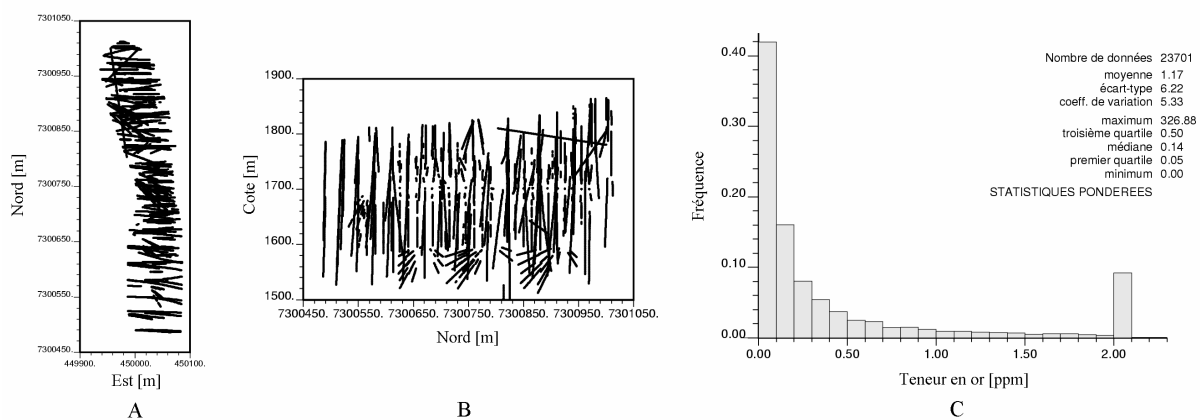 7301050.
7300950.
7300850.
7300750.
7300650.
7300550.
7300450.
Nord [m]
449900. 450000. 450100.
Est [m]
A
1900.
1800.
1700.
1600.
1500.
Cote [m]
7300450. 7300550. 7300650. 7300750. 7300850. 7300950. 7301050.
Nord [m]
B
0.40
0.30
0.20
0.10
0.00
Fréquence
0.00 0.50 1.00 1.50 2.00
Teneur en or [ppm]
Nombre de données 23701
moyenne 1.17
écart-type 6.22
coeff. de variation 5.33
maximum 326.88
troisième quartile 0.50
médiane 0.14
premier quartile 0.05
minimum 0.00
STATISTIQUES PONDEREES
C